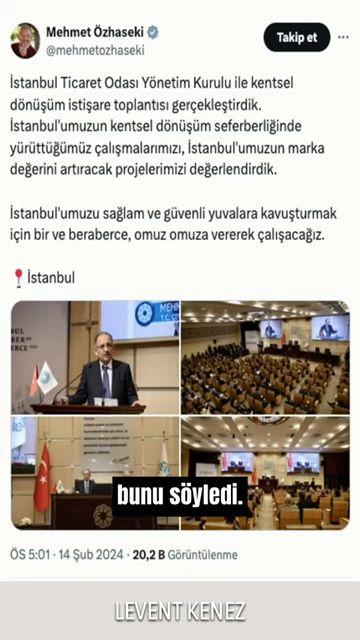 Mehmet Özhaseki
@mehmetozhaseki
Takip et
İstanbul Ticaret Odası Yönetim Kurulu ile kentsel
dönüşüm istişare toplantısı gerçekleştirdik.
İstanbul'umuzun kentsel dönüşüm seferberliğinde
yürüttüğümüz çalışmalarımızı, İstanbul'umuzun marka
değerini artıracak projelerimizi değerlendirdik.
İstanbul'umuzu sağlam ve güvenli yuvalara kavuşturmak
için bir ve beraberce, omuz omuza vererek çalışacağız.
📍İstanbul
bunu söyledi.
ÖS 5:01 · 14 Şub 2024 · 20,2 B Görüntülenme
LEVENT KENEZ